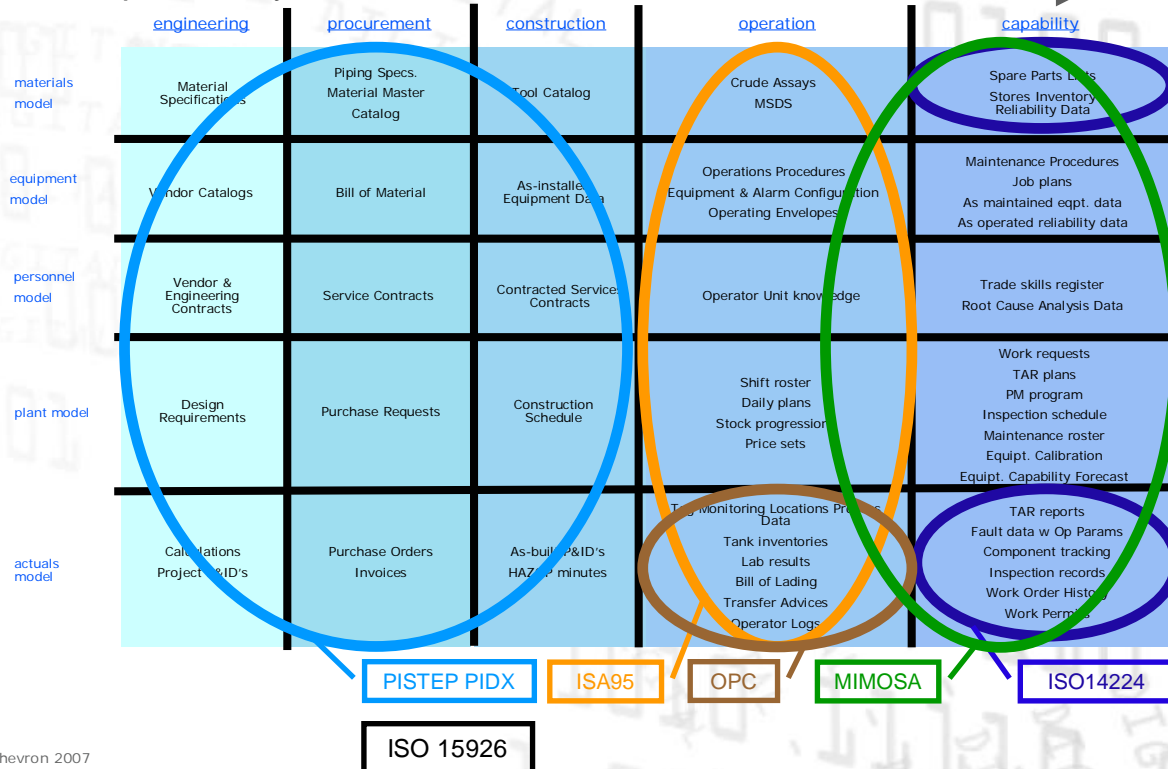 engineering
procurement
construction
operation
capability
materials
model
Material
Specifications
Piping Specs.
Material Master
Catalog
Tool Catalog
Crude Assays
MSDS
Spare Parts Lists
Stores Inventory
Reliability Data
equipment
model
Vendor Catalogs
Bill of Material
As-installed
Equipment Data
Operations Procedures
Equipment & Alarm Configuration
Operating Envelopes
Maintenance Procedures
Job plans
As maintained eqpt. data
As operated reliability data
personnel
model
Vendor &
Engineering
Contracts
Service Contracts
Contracted Services
Contracts
Operator Unit knowledge
Trade skills register
Root Cause Analysis Data
plant model
Design
Requirements
Purchase Requests
Construction
Schedule
Shift roster
Daily plans
Stock progression
Price sets
Work requests
TAR plans
PM program
Inspection schedule
Maintenance roster
Equipt. Calibration
Equipt. Capability Forecast
actuals
model
Calculations
Project P&ID's
Purchase Orders
Invoices
As-built P&ID's
HAZOP minutes
Tag Monitoring Locations Process
Data
Tank inventories
Lab results
Bill of Lading
Transfer Advices
Operator Logs
TAR reports
Fault data w Op Params
Component tracking
Inspection records
Work Order History
Work Permits
PISTEP PIDX
ISA95
OPC
MIMOSA
ISO14224
ISO 15926
hevron 2007